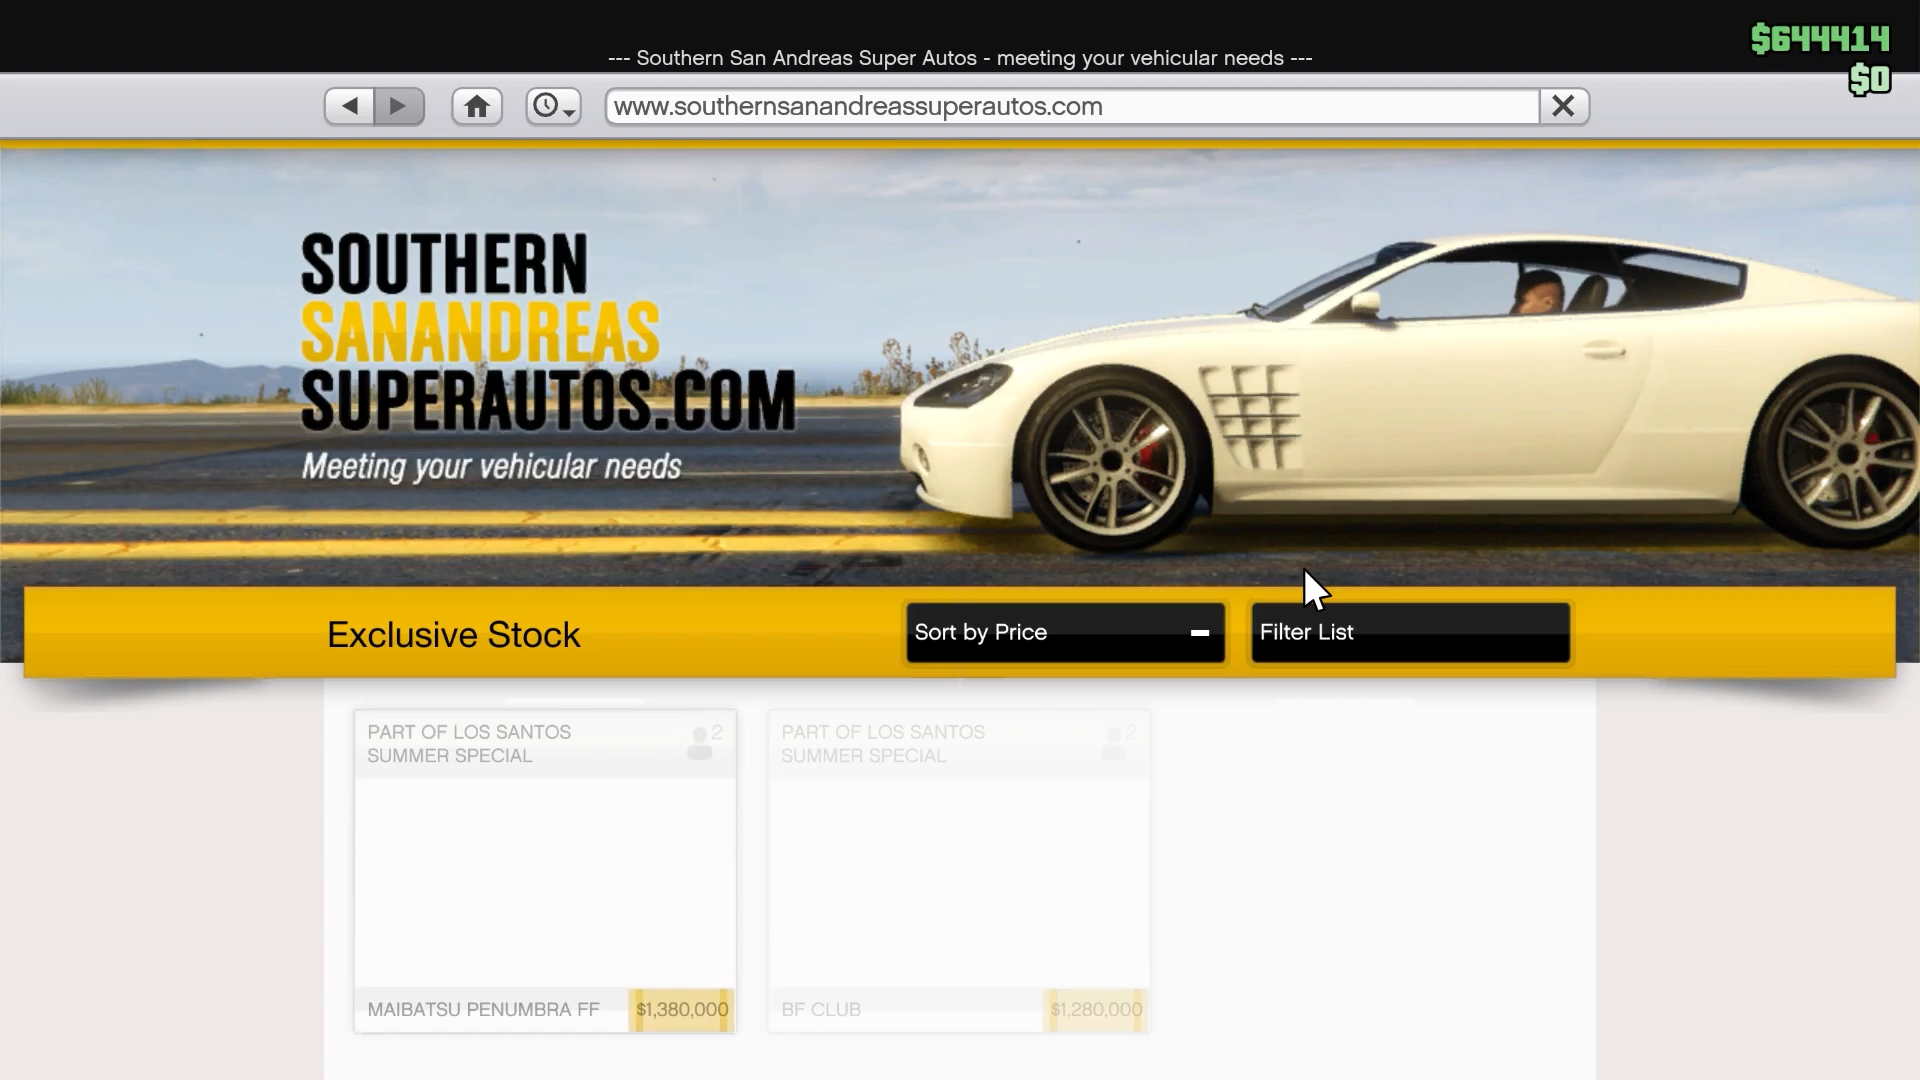 --- Southern San Andreas Super Autos - meeting your vehicular needs ---
$644414
$0
www.southernsanandreassuperautos.com
SOUTHERN
SANANDREAS
SUPERAUTOS.COM
Meeting your vehicular needs
Exclusive Stock
Sort by Price
Filter List
PART OF LOS SANTOS
SUMMER SPECIAL
2
MAIBATSU PENUMBRA FF
$1,380,000
PART OF LOS SANTOS
SUMMER SPECIAL
2
BF CLUB
$1,280,000